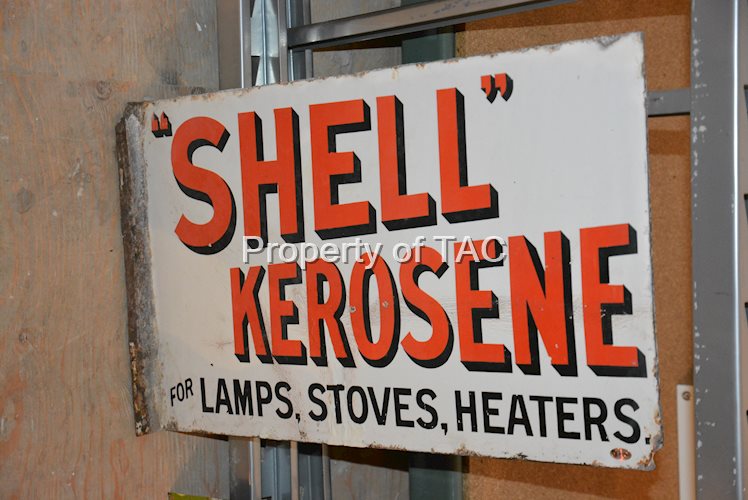 "SHELL"
Property of TAC
KEROSENE
FOR LAMPS, STOVES, HEATERS.